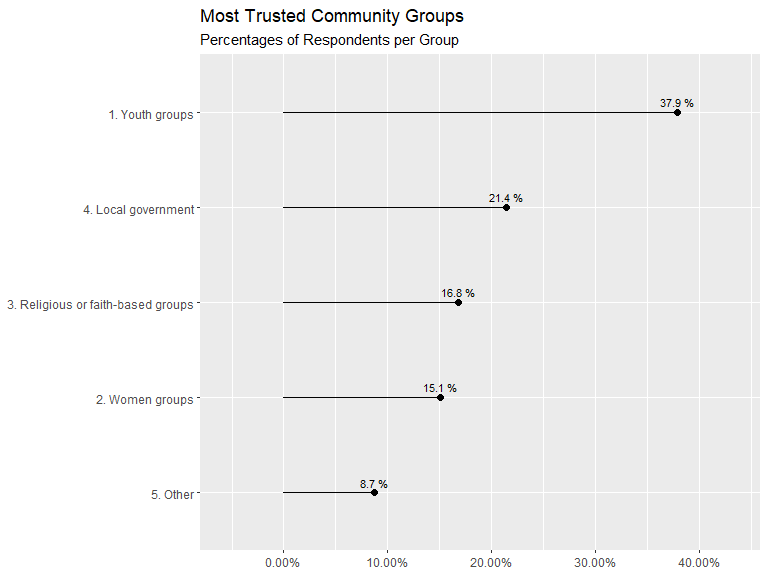 Most Trusted Community Groups
Percentages of Respondents per Group
37.9 %
1. Youth groups
21.4 %
4. Local government
16.8 %
3. Religious or faith-based groups
15.1 %
2. Women groups
8.7 %
5. Other
0.00% 10.00% 20.00% 30.00% 40.00%